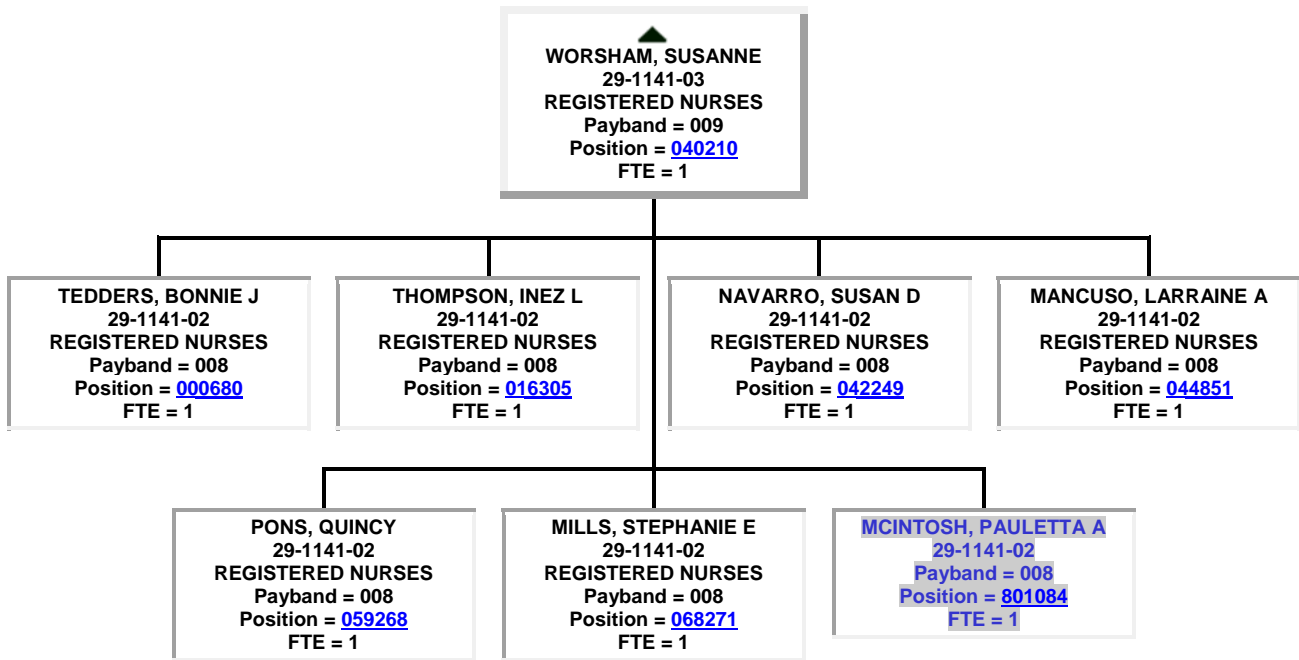 WORSHAM, SUSANNE
29-1141-03
REGISTERED NURSES
Payband = 009
Position = 040210
FTE = 1
TEDDERS, BONNIE J
29-1141-02
REGISTERED NURSES
Payband = 008
Position = 000680
FTE = 1
THOMPSON, INEZ L
29-1141-02
REGISTERED NURSES
Payband = 008
Position = 016305
FTE = 1
NAVARRO, SUSAN D
29-1141-02
REGISTERED NURSES
Payband = 008
Position = 042249
FTE = 1
MANCUSO, LARRAINE A
29-1141-02
REGISTERED NURSES
Payband = 008
Position = 044851
FTE = 1
PONS, QUINCY
29-1141-02
REGISTERED NURSES
Payband = 008
Position = 059268
FTE = 1
MILLS, STEPHANIE E
29-1141-02
REGISTERED NURSES
Payband = 008
Position = 068271
FTE = 1
MCINTOSH, PAULETTA A
29-1141-02
Payband = 008
Position = 801084
FTE = 1